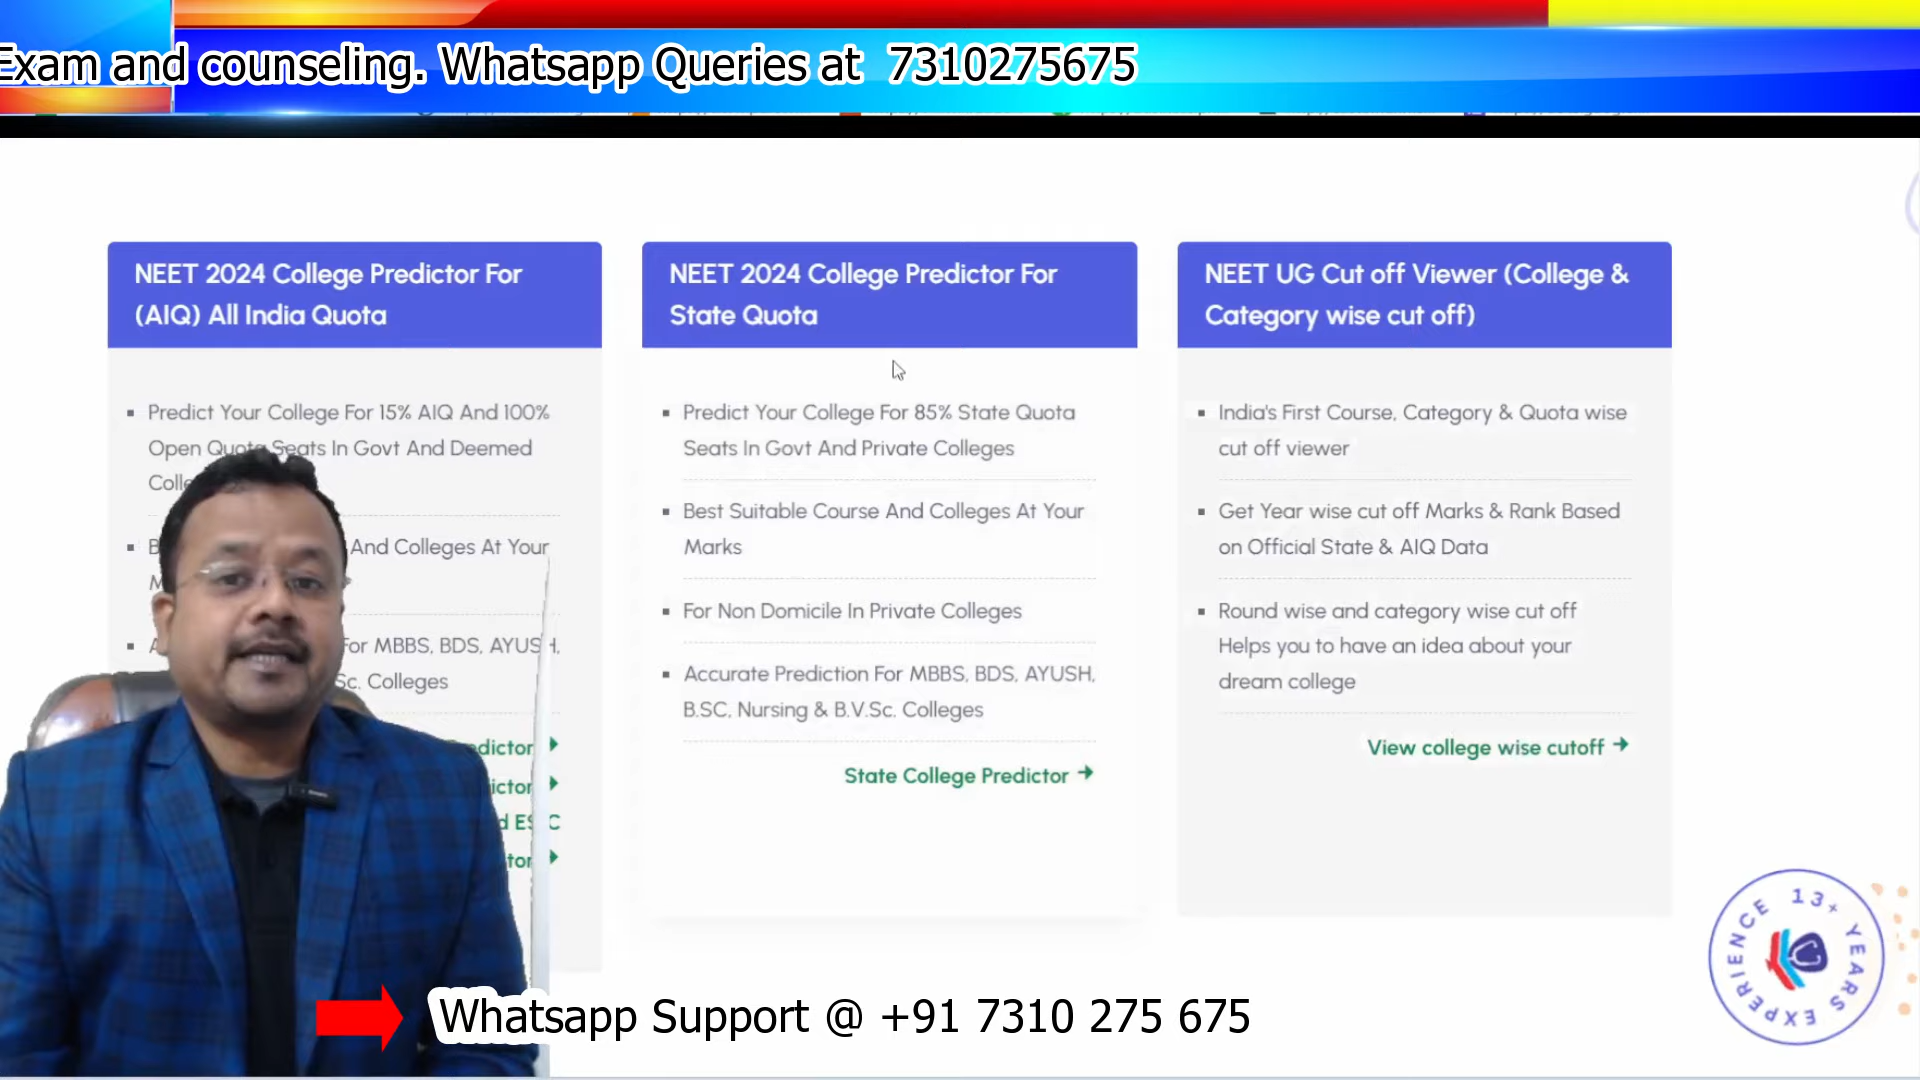 Exam and counseling. Whatsapp Queries at 7310275675
NEET 2024 College Predictor For
(AIQ) All India Quota
Predict Your College For 15% AIQ And 100%
Open Quota Seats In Govt And Deemed
And Colleges At Your
For MBBS, BDS, AYUSH,
Sc. Colleges
NEET 2024 College Predictor For
State Quota
Predict Your College For 85% State Quota
Seats In Govt And Private Colleges
Best Suitable Course And Colleges At Your
Marks
For Non Domicile In Private Colleges
Accurate Prediction For MBBS, BDS, AYUSH,
B.SC, Nursing & B.V.Sc. Colleges
State College Predictor
NEET UG Cut off Viewer (College &
Category wise cut off)
India's First Course, Category & Quota wise
cut off viewer
Get Year wise cut off Marks & Rank Based
on Official State & AIQ Data
Round wise and category wise cut off
Helps you to have an idea about your
dream college
View college wise cutoff
13+ YEARS EXPERIENCE
Whatsapp Support @ +91 7310 275 675